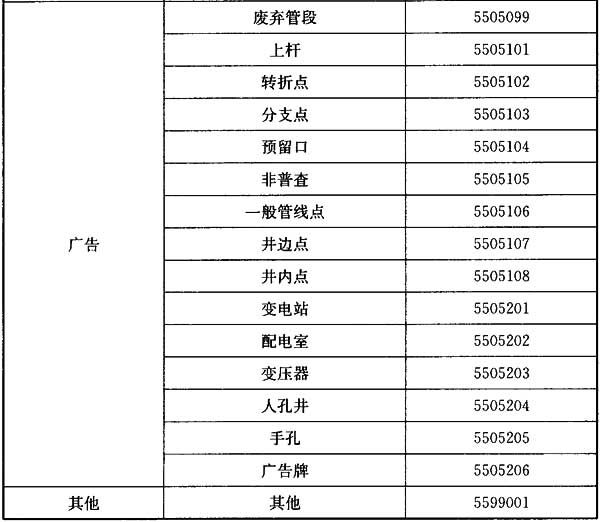 废弃管段 5505099
上杆 5505101
转折点 5505102
分支点 5505103
预留口 5505104
非普查 5505105
一般管线点 5505106
广告 井边点 5505107
井内点 5505108
变电站 5505201
配电室 5505202
变压器 5505203
人孔井 5505204
手孔 5505205
广告牌 5505206
其他 其他 5599001